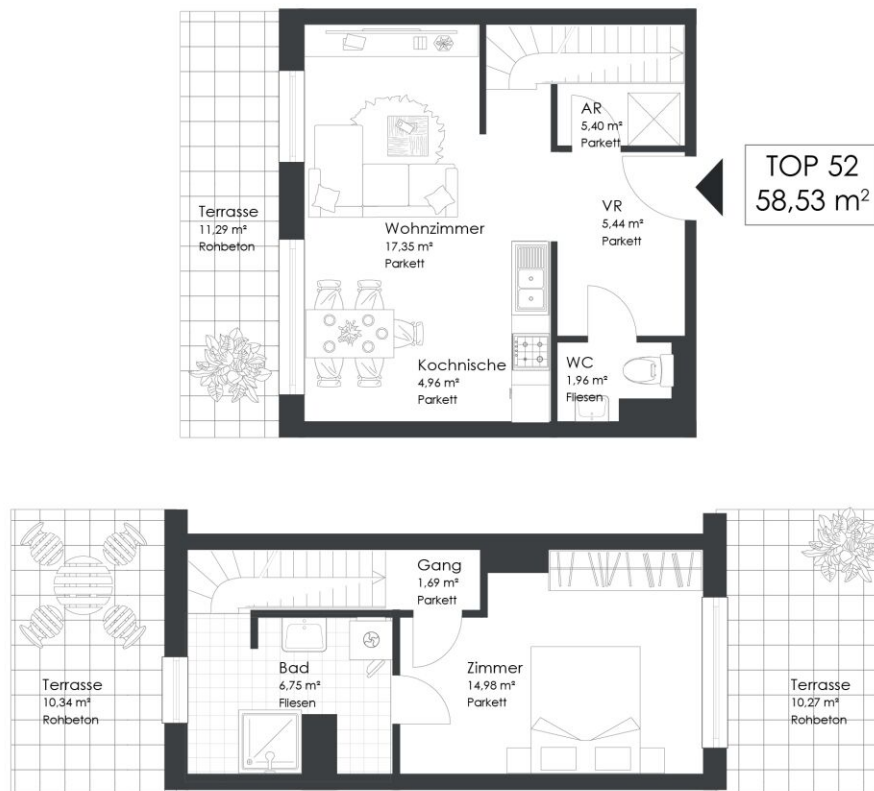 AR
5,40 m²
Parkett
TOP 52
58,53 m²
Terrasse
11,29 m²
Rohbeton
VR
5,44 m²
Parkett
Wohnzimmer
17,35 m²
Parkett
Kochnische
4,96 m²
Parkett
WC
1,96 m²
Fliesen
Gang
1,69 m²
Parkett
Terrasse
10,34 m²
Rohbeton
Bad
6,75 m²
Fliesen
Zimmer
14,98 m²
Parkett
Terrasse
10,27 m²
Rohbeton